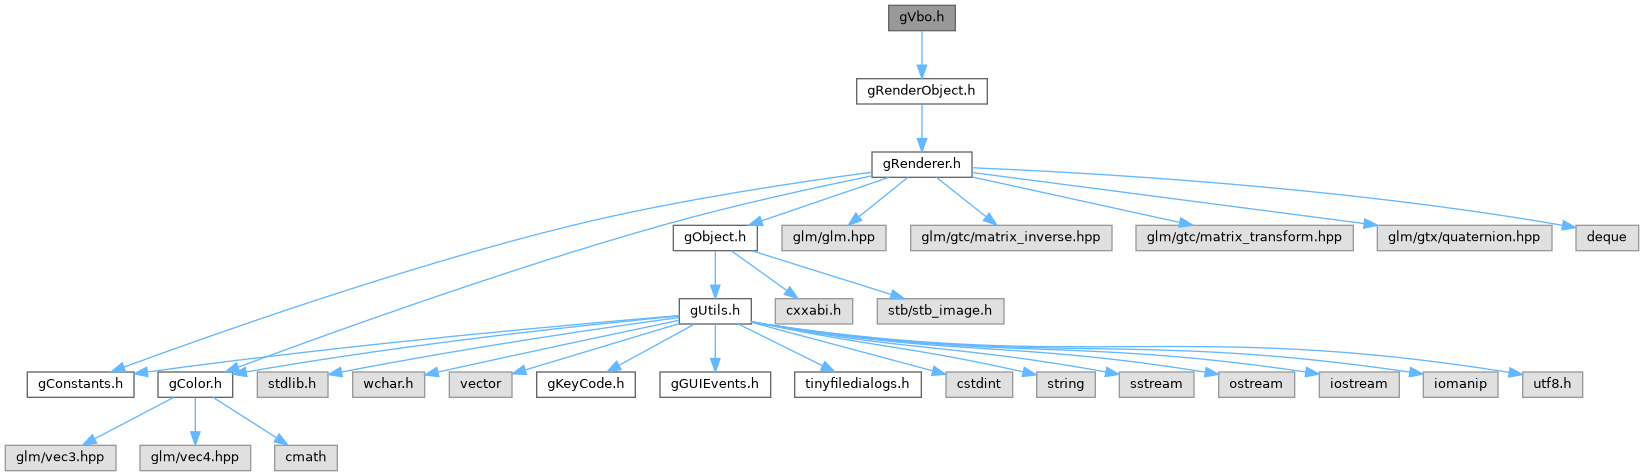 gVbo.h
gRenderObject.h
gRenderer.h
gObject.h
glm/glm.hpp
glm/gtc/matrix_inverse.hpp
glm/gtc/matrix_transform.hpp
glm/gtx/quaternion.hpp
deque
gUtils.h
cxxabi.h
stb/stb_image.h
gConstants.h
gColor.h
stdlib.h
wchar.h
vector
gKeyCode.h
gGUIEvents.h
tinyfiledialogs.h
cstdint
string
sstream
ostream
iostream
iomanip
utf8.h
glm/vec3.hpp
glm/vec4.hpp
cmath